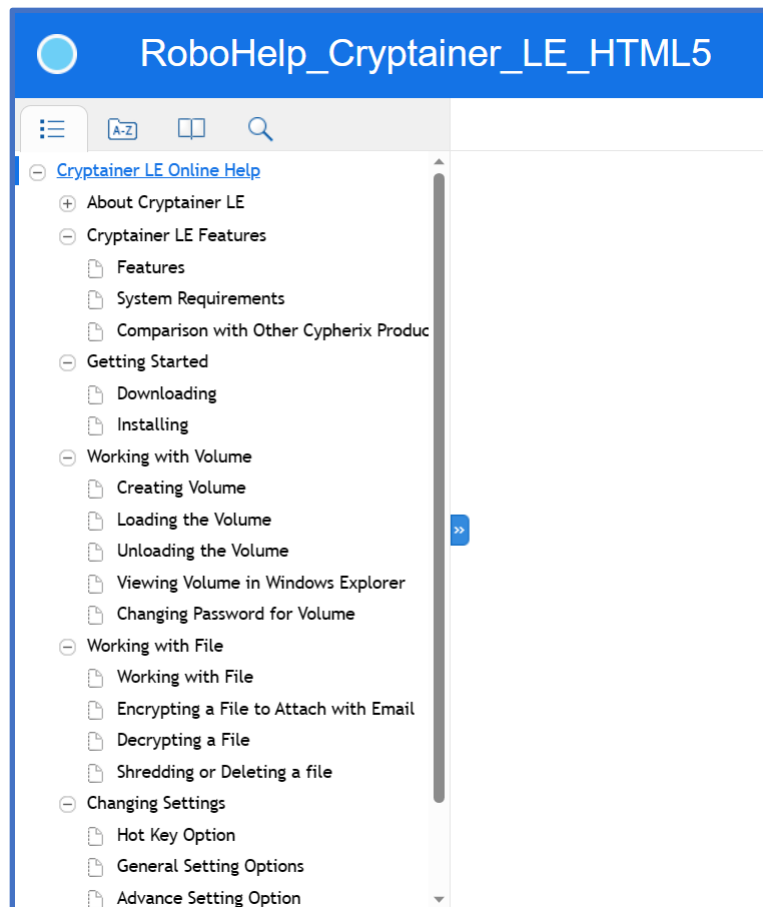 RoboHelp_Cryptainer_LE_HTML5
A-Z
Cryptainer LE Online Help
About Cryptainer LE
Cryptainer LE Features
Features
System Requirements
Comparison with Other Cypherix Produc
Getting Started
Downloading
Installing
Working with Volume
Creating Volume
Loading the Volume
Unloading the Volume
Viewing Volume in Windows Explorer
Changing Password for Volume
Working with File
Working with File
Encrypting a File to Attach with Email
Decrypting a File
Shredding or Deleting a file
Changing Settings
Hot Key Option
General Setting Options
Advance Setting Option